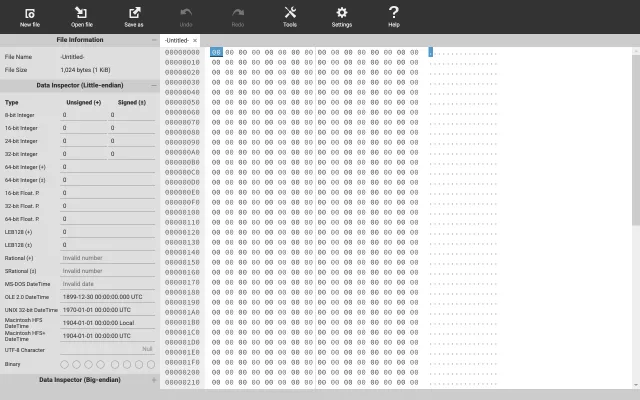 New file Open file Save as Undo Redo Tools Settings Help
File Information
-Untitled-
File Name -Untitled-
File Size 1,024 bytes (1 KiB)
Data Inspector (Little-endian)
Type Unsigned (+) Signed (±)
8-bit Integer 0 0
16-bit Integer 0 0
24-bit Integer 0 0
32-bit Integer 0 0
64-bit Integer (+) 0
64-bit Integer (±) 0
16-bit Float. P. 0
32-bit Float. P. 0
64-bit Float. P. 0
LEB128 (+) 0
LEB128 (±) 0
Rational (+) Invalid number
SRational (±) Invalid number
MS-DOS DateTime Invalid date
OLE 2.0 DateTime 1899-12-30 00:00:00.000 UTC
UNIX 32-bit DateTime 1970-01-01 00:00:00 UTC
Macintosh HFS DateTime 1904-01-01 00:00:00 Local
Macintosh HFS+ DateTime 1904-01-01 00:00:00 UTC
UTF-8 Character Null
Binary
Data Inspector (Big-endian)
00000000 00 00 00 00 00 00 00 00 00 00 00 00 00 00 00 00 ................
00000010 00 00 00 00 00 00 00 00 00 00 00 00 00 00 00 00 ................
00000020 00 00 00 00 00 00 00 00 00 00 00 00 00 00 00 00 ................
00000030 00 00 00 00 00 00 00 00 00 00 00 00 00 00 00 00 ................
00000040 00 00 00 00 00 00 00 00 00 00 00 00 00 00 00 00 ................
00000050 00 00 00 00 00 00 00 00 00 00 00 00 00 00 00 00 ................
00000060 00 00 00 00 00 00 00 00 00 00 00 00 00 00 00 00 ................
00000070 00 00 00 00 00 00 00 00 00 00 00 00 00 00 00 00 ................
00000080 00 00 00 00 00 00 00 00 00 00 00 00 00 00 00 00 ................
00000090 00 00 00 00 00 00 00 00 00 00 00 00 00 00 00 00 ................
000000A0 00 00 00 00 00 00 00 00 00 00 00 00 00 00 00 00 ................
000000B0 00 00 00 00 00 00 00 00 00 00 00 00 00 00 00 00 ................
000000C0 00 00 00 00 00 00 00 00 00 00 00 00 00 00 00 00 ................
000000D0 00 00 00 00 00 00 00 00 00 00 00 00 00 00 00 00 ................
000000E0 00 00 00 00 00 00 00 00 00 00 00 00 00 00 00 00 ................
000000F0 00 00 00 00 00 00 00 00 00 00 00 00 00 00 00 00 ................
00000100 00 00 00 00 00 00 00 00 00 00 00 00 00 00 00 00 ................
00000110 00 00 00 00 00 00 00 00 00 00 00 00 00 00 00 00 ................
00000120 00 00 00 00 00 00 00 00 00 00 00 00 00 00 00 00 ................
00000130 00 00 00 00 00 00 00 00 00 00 00 00 00 00 00 00 ................
00000140 00 00 00 00 00 00 00 00 00 00 00 00 00 00 00 00 ................
00000150 00 00 00 00 00 00 00 00 00 00 00 00 00 00 00 00 ................
00000160 00 00 00 00 00 00 00 00 00 00 00 00 00 00 00 00 ................
00000170 00 00 00 00 00 00 00 00 00 00 00 00 00 00 00 00 ................
00000180 00 00 00 00 00 00 00 00 00 00 00 00 00 00 00 00 ................
00000190 00 00 00 00 00 00 00 00 00 00 00 00 00 00 00 00 ................
000001A0 00 00 00 00 00 00 00 00 00 00 00 00 00 00 00 00 ................
000001B0 00 00 00 00 00 00 00 00 00 00 00 00 00 00 00 00 ................
000001C0 00 00 00 00 00 00 00 00 00 00 00 00 00 00 00 00 ................
000001D0 00 00 00 00 00 00 00 00 00 00 00 00 00 00 00 00 ................
000001E0 00 00 00 00 00 00 00 00 00 00 00 00 00 00 00 00 ................
000001F0 00 00 00 00 00 00 00 00 00 00 00 00 00 00 00 00 ................
00000200 00 00 00 00 00 00 00 00 00 00 00 00 00 00 00 00 ................
00000210 00 00 00 00 00 00 00 00 00 00 00 00 00 00 00 00 ................